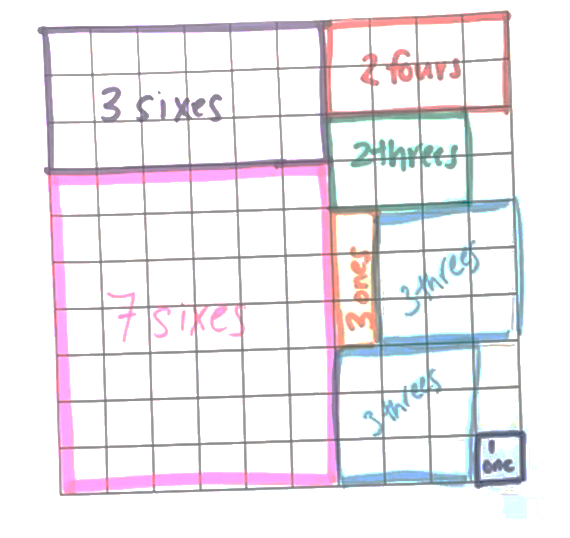 3 sixes
2 fours
2 threes
7 sixes
3 ones
3 threes
3 threes
1
one